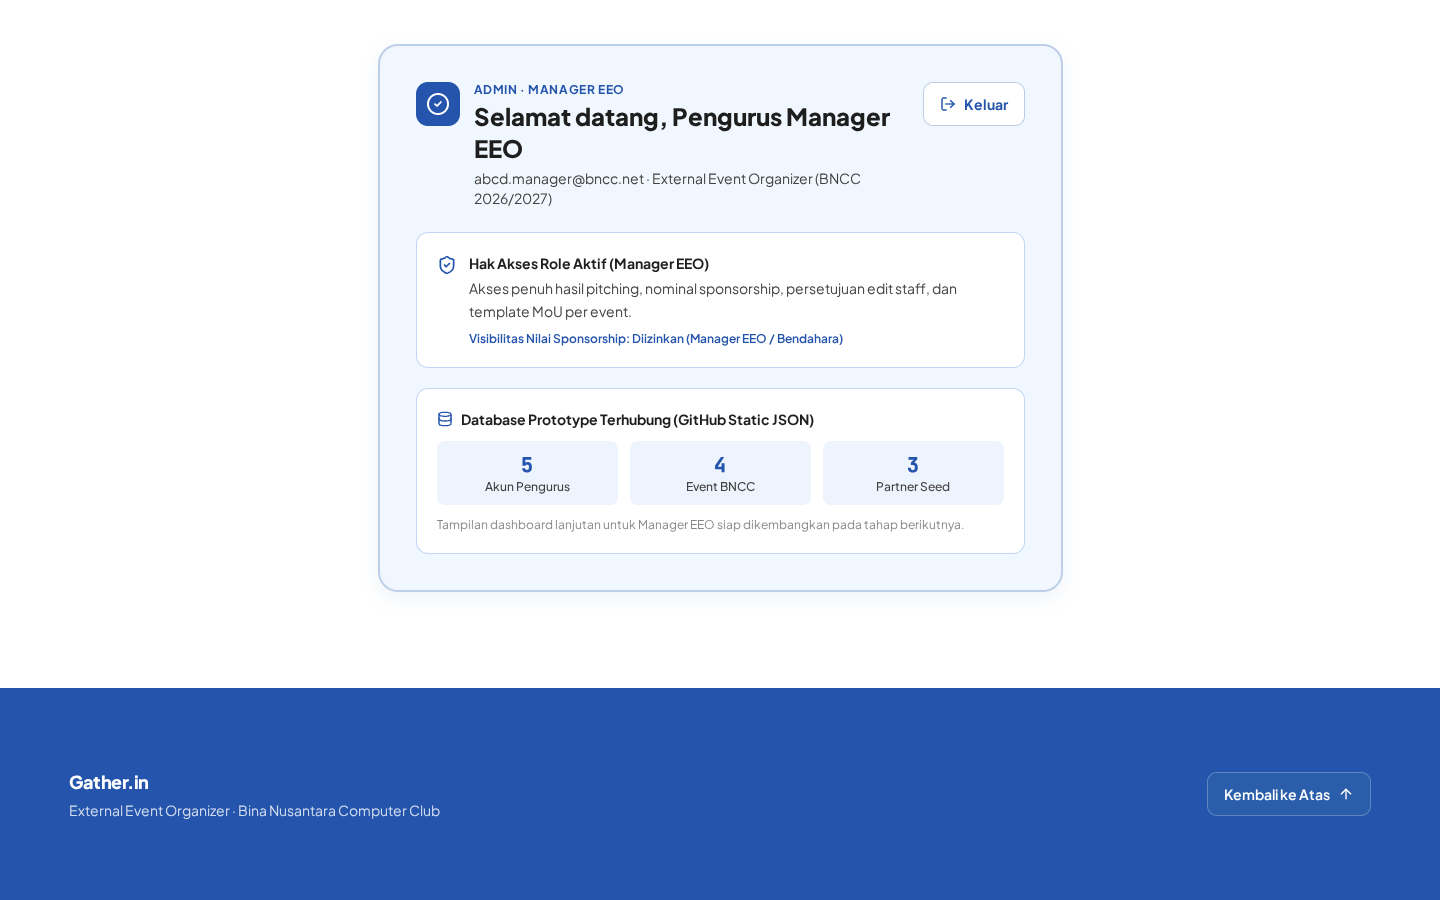 ADMIN · MANAGER EEO
Selamat datang, Pengurus Manager
EEO
abcd.manager@bncc.net · External Event Organizer (BNCC
2026/2027)
Keluar
Hak Akses Role Aktif (Manager EEO)
Akses penuh hasil pitching, nominal sponsorship, persetujuan edit staff, dan
template MoU per event.
Visibilitas Nilai Sponsorship: Diizinkan (Manager EEO / Bendahara)
Database Prototype Terhubung (GitHub Static JSON)
5
Akun Pengurus
4
Event BNCC
3
Partner Seed
Tampilan dashboard lanjutan untuk Manager EEO siap dikembangkan pada tahap berikutnya.
Gather.in
External Event Organizer · Bina Nusantara Computer Club
Kembali ke Atas